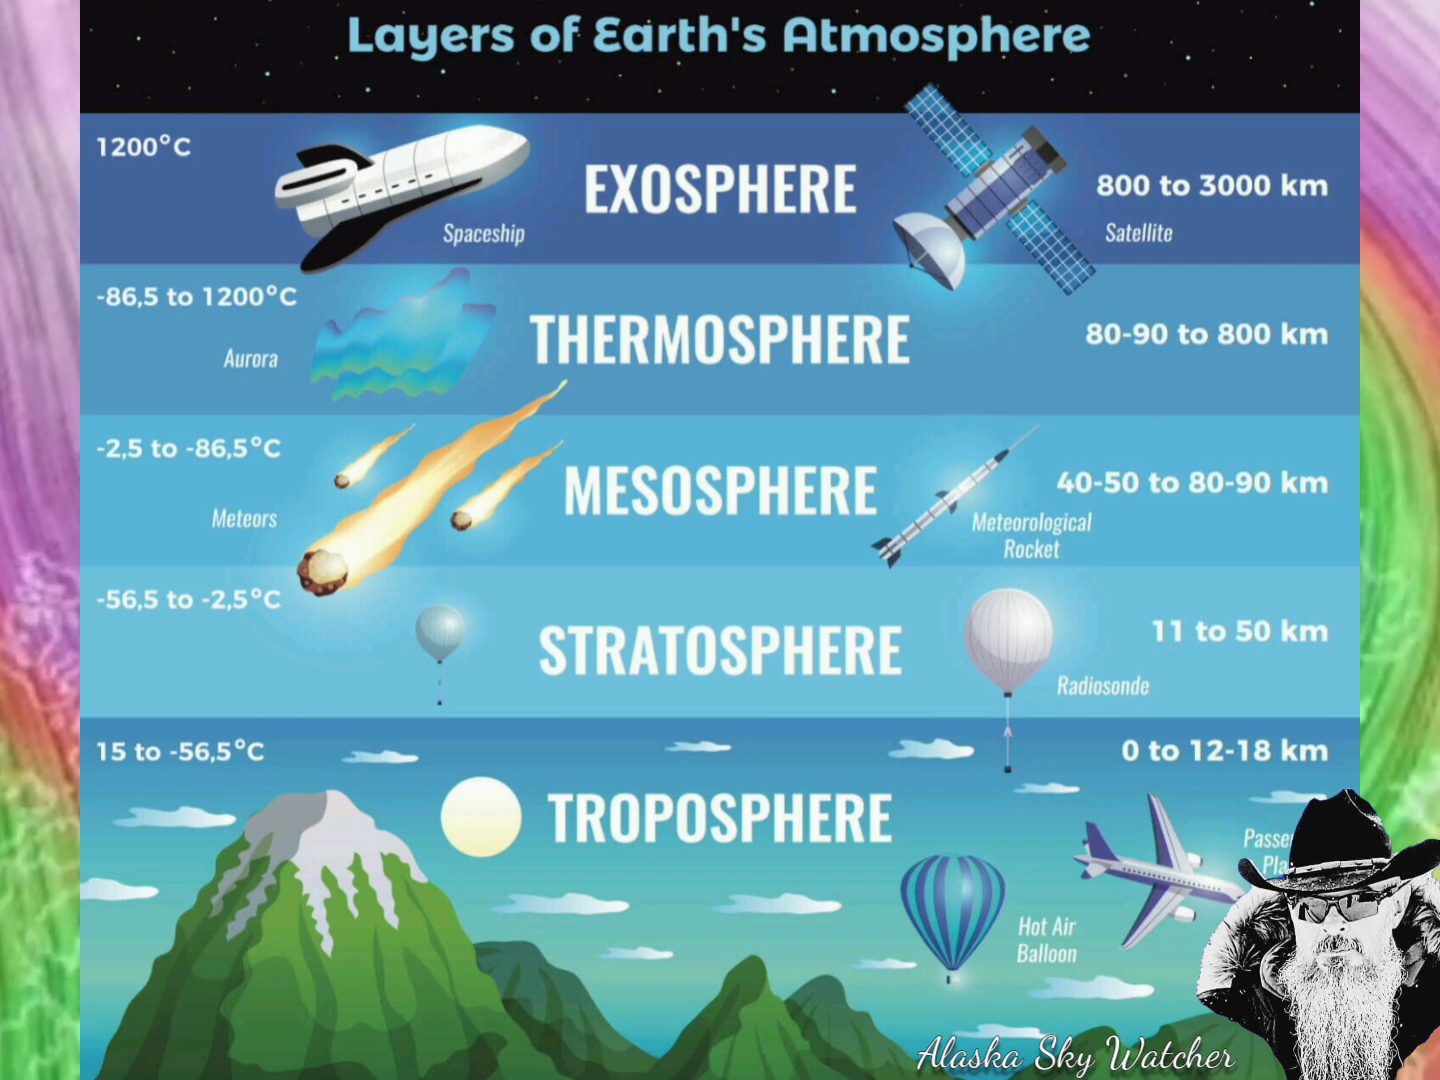 Layers of Earth's Atmosphere
1200°C
EXOSPHERE
800 to 3000 km
Spaceship
Satellite
-86,5 to 1200°C
THERMOSPHERE
80-90 to 800 km
Aurora
-2,5 to -86,5°C
MESOSPHERE
40-50 to 80-90 km
Meteors
Meteorological
Rocket
-56,5 to -2,5°C
STRATOSPHERE
11 to 50 km
Radiosonde
15 to -56,5°C
0 to 12-18 km
TROPOSPHERE
Hot Air
Balloon
Alaska Sky Watcher